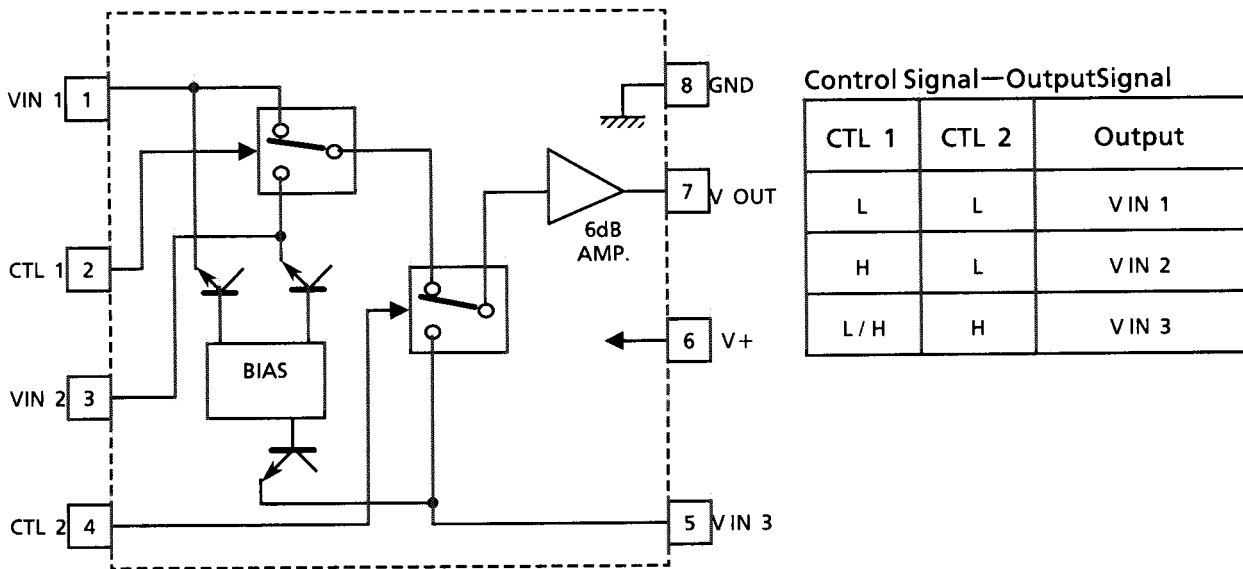 VIN 1 1
CTL 1 2
VIN 2 3
CTL 2 4
BIAS
6dB
AMP.
8 GND
7 V OUT
6 V+
5 VIN 3
Control Signal—OutputSignal
CTL 1 CTL 2 Output
L L VIN 1
H L VIN 2
L/H H VIN 3